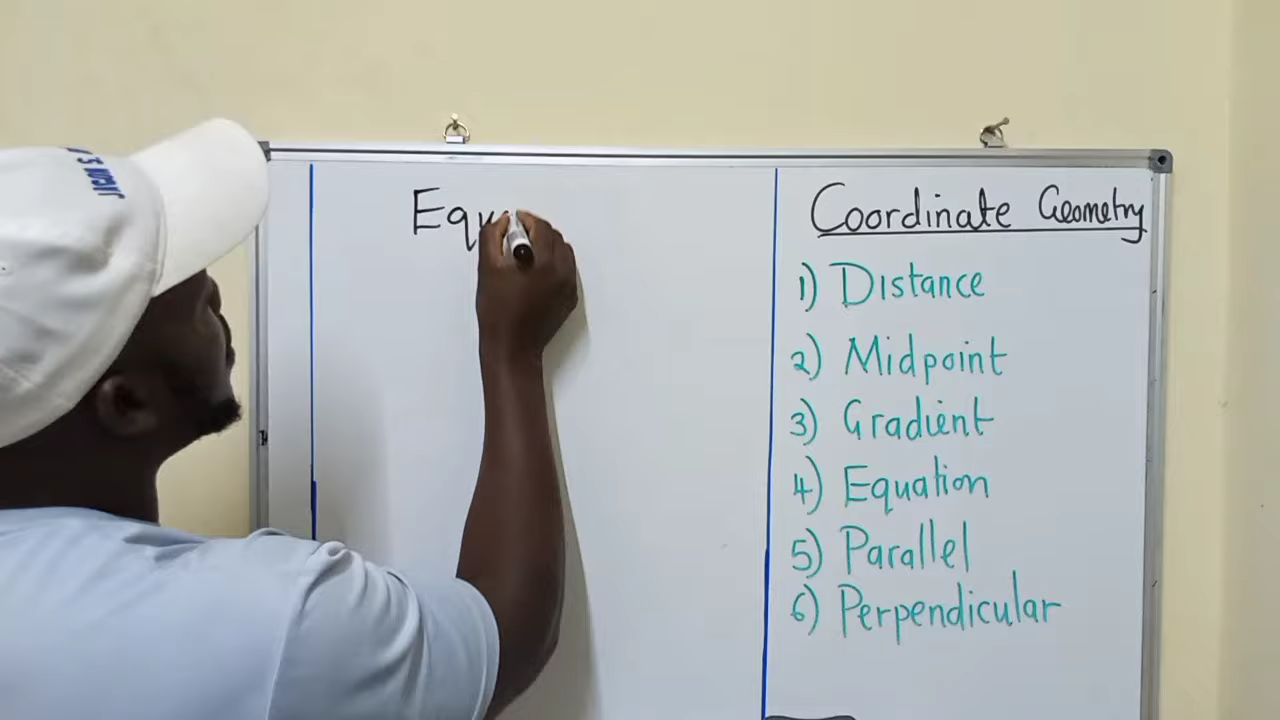 Equ
Coordinate Geometry
1) Distance
2) Midpoint
3) Gradient
4) Equation
5) Parallel
6) Perpendicular